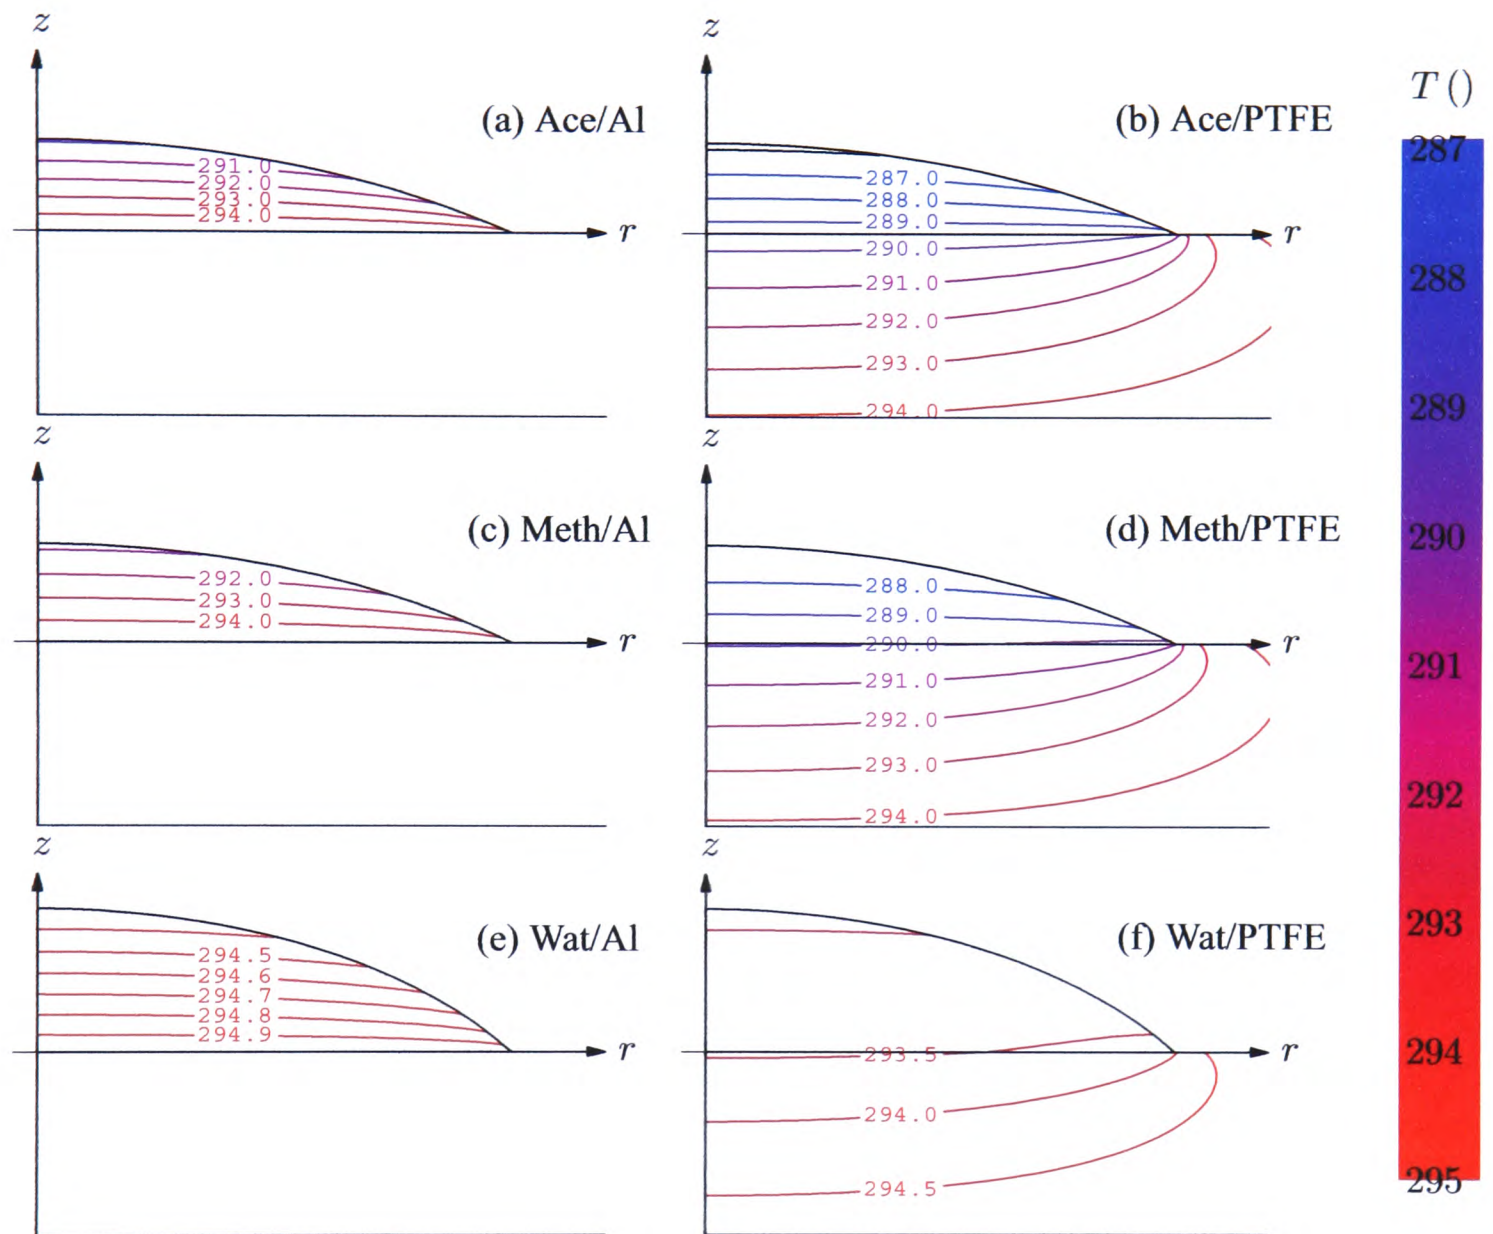 z
(a) Ace/Al
291.0
292.0
293.0
294.0
r
z
(b) Ace/PTFE
287.0
288.0
289.0
r
290.0
291.0
292.0
293.0
294.0
z
(c) Meth/Al
292.0
293.0
294.0
r
z
(d) Meth/PTFE
288.0
289.0
290.0
r
291.0
292.0
293.0
294.0
z
(e) Wat/Al
294.5
294.6
294.7
294.8
294.9
r
z
(f) Wat/PTFE
293.5
r
294.0
294.5
T ()
287
288
289
290
291
292
293
294
295